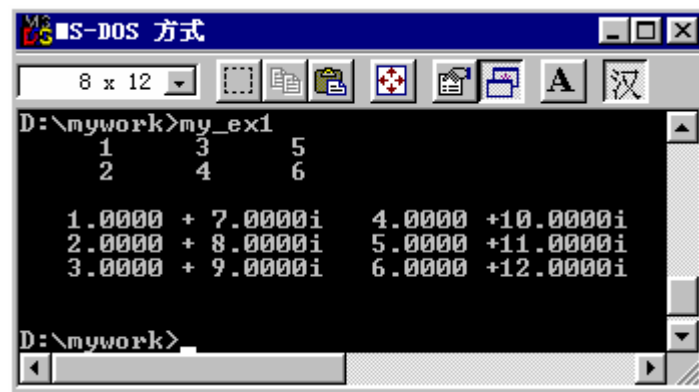 MS-DOS 方式
8 x 12 A 汉
D:\mywork>my_ex1
1 3 5
2 4 6
1.0000 + 7.0000i 4.0000 +10.0000i
2.0000 + 8.0000i 5.0000 +11.0000i
3.0000 + 9.0000i 6.0000 +12.0000i
D:\mywork>_